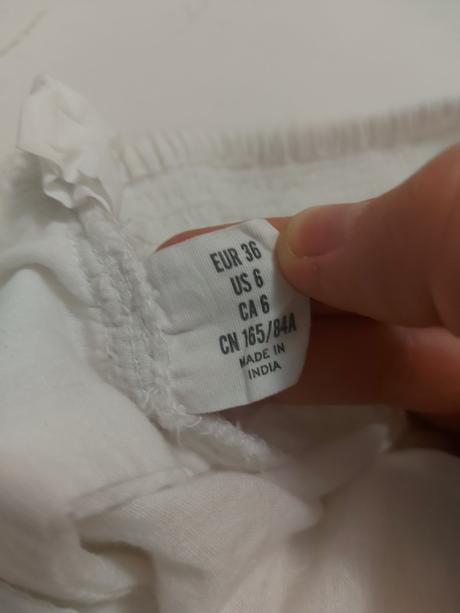 EUR 36
US 6
CA 6
CN 165/84A
MADE IN
INDIA